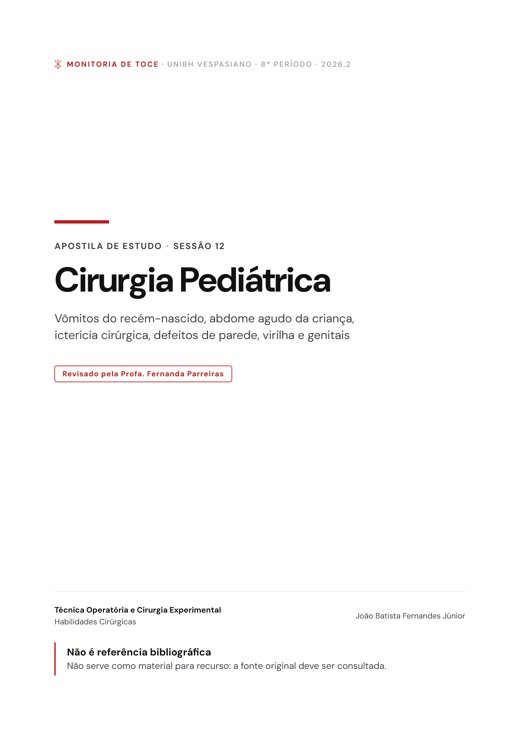 MONITORIA DE TOCE · UNIBH VESPASIANO · 8º PERÍODO · 2026.2
APOSTILA DE ESTUDO · SESSÃO 12
Cirurgia Pediátrica
Vômitos do recém-nascido, abdome agudo da criança,
icterícia cirúrgica, defeitos de parede, virilha e genitais
Revisado pela Profa. Fernanda Parreiras
Técnica Operatória e Cirurgia Experimental
Habilidades Cirúrgicas
João Batista Fernandes Júnior
Não é referência bibliográfica
Não serve como material para recurso: a fonte original deve ser consultada.